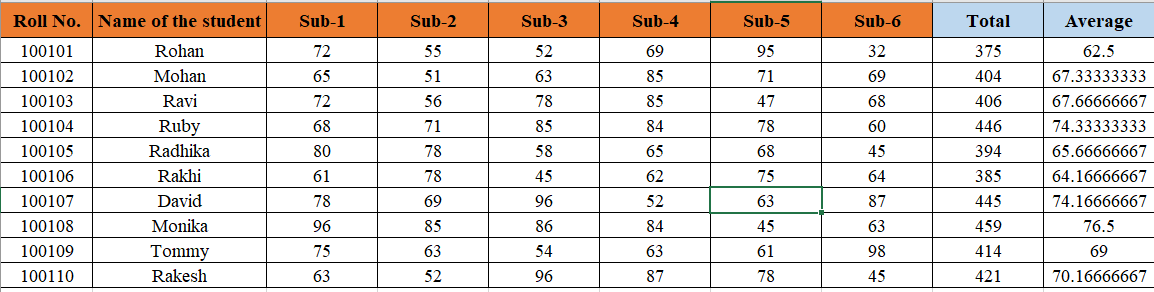 Roll No. Name of the student Sub-1 Sub-2 Sub-3 Sub-4 Sub-5 Sub-6 Total Average
100101 Rohan 72 55 52 69 95 32 375 62.5
100102 Mohan 65 51 63 85 71 69 404 67.33333333
100103 Ravi 72 56 78 85 47 68 406 67.66666667
100104 Ruby 68 71 85 84 78 60 446 74.33333333
100105 Radhika 80 78 58 65 68 45 394 65.66666667
100106 Rakhi 61 78 45 62 75 64 385 64.16666667
100107 David 78 69 96 52 63 87 445 74.16666667
100108 Monika 96 85 86 84 45 63 459 76.5
100109 Tommy 75 63 54 63 61 98 414 69
100110 Rakesh 63 52 96 87 78 45 421 70.16666667